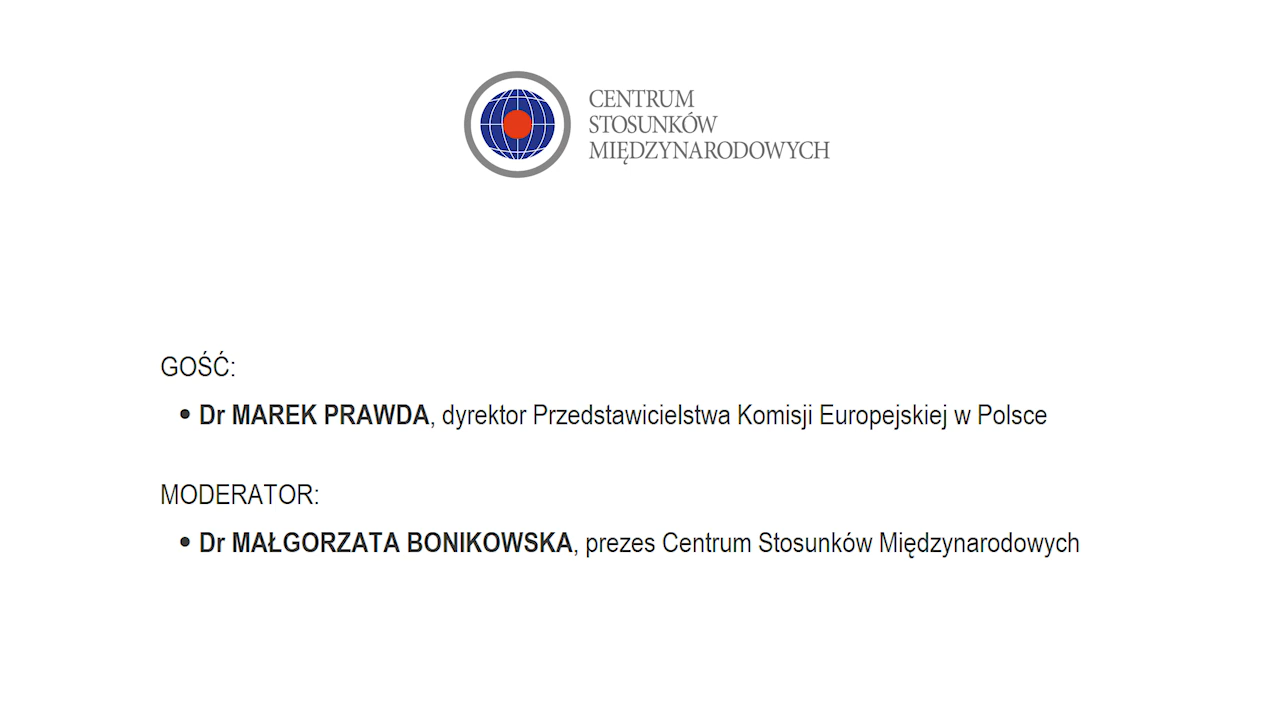 CENTRUM
STOSUNKÓW
MIĘDZYNARODOWYCH
GOŚĆ:
• Dr MAREK PRAWDA, dyrektor Przedstawicielstwa Komisji Europejskiej w Polsce
MODERATOR:
• Dr MAŁGORZATA BONIKOWSKA, prezes Centrum Stosunków Międzynarodowych